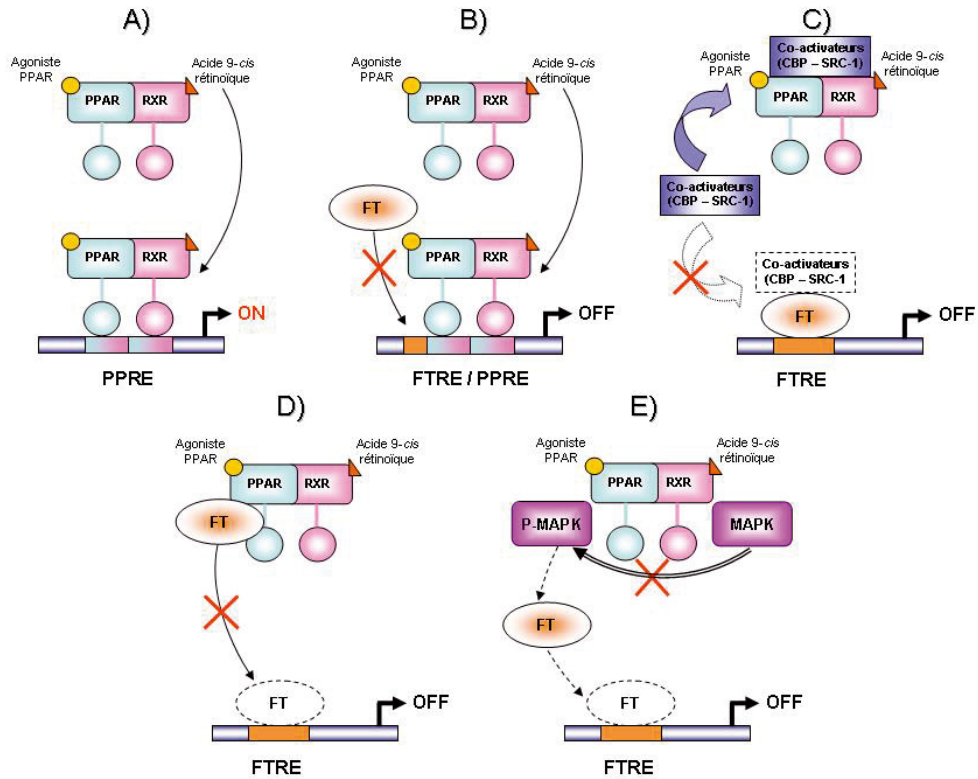 A)
Agoniste
PPAR
Acide 9-cis
rétinoïque
PPAR
RXR
PPAR
RXR
ON
PPRE
B)
Agoniste
PPAR
Acide 9-cis
rétinoïque
PPAR
RXR
FT
PPAR
RXR
OFF
FTRE / PPRE
C)
Agoniste
PPAR
Co-activateurs
(CBP – SRC-1)
Acide 9-cis
rétinoïque
PPAR
RXR
Co-activateurs
(CBP – SRC-1)
Co-activateurs
(CBP – SRC-1
FT
OFF
FTRE
D)
Agoniste
PPAR
Acide 9-cis
rétinoïque
PPAR
RXR
FT
FT
OFF
FTRE
E)
Agoniste
PPAR
Acide 9-cis
rétinoïque
PPAR
RXR
P-MAPK
MAPK
FT
FT
OFF
FTRE